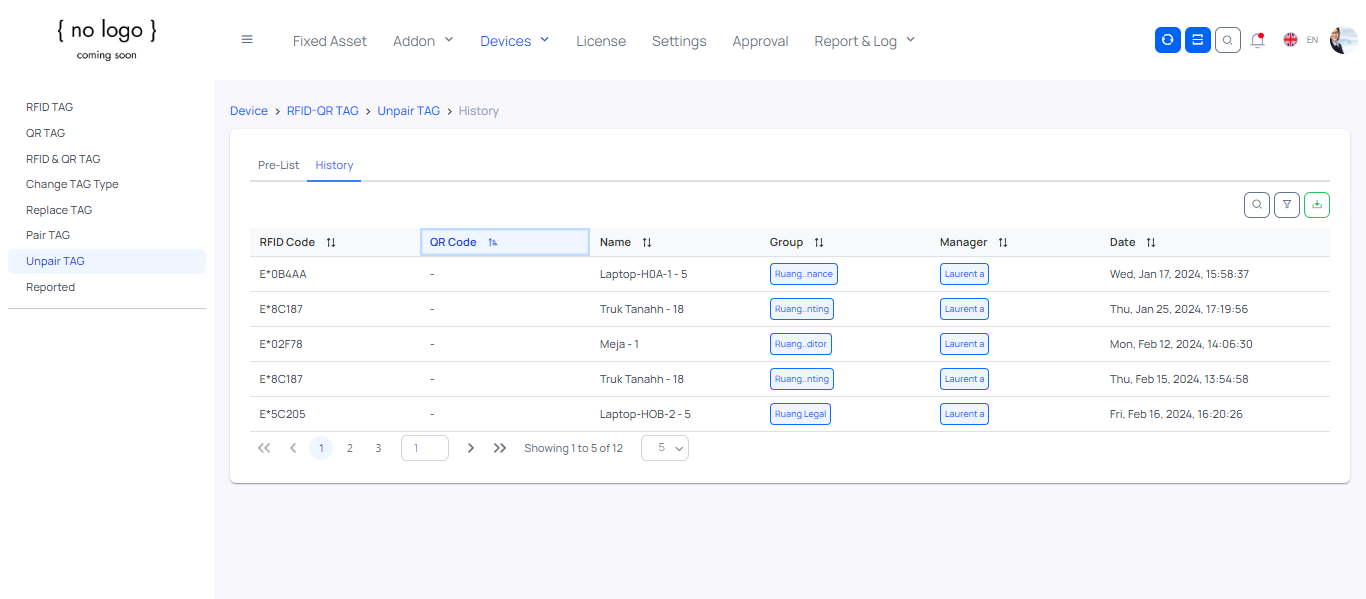 { no logo }
coming soon
Fixed Asset Addon Devices License Settings Approval Report & Log EN
RFID TAG
QR TAG
RFID & QR TAG
Change TAG Type
Replace TAG
Pair TAG
Unpair TAG
Reported
Device > RFID-QR TAG > Unpair TAG > History
Pre-List History
RFID Code QR Code Name Group Manager Date
E*0B4AA - Laptop-H0A-1 - 5 Ruang..nance Laurent a Wed, Jan 17, 2024, 15:58:37
E*8C187 - Truk Tanahh - 18 Ruang..nting Laurent a Thu, Jan 25, 2024, 17:19:56
E*02F78 - Meja - 1 Ruang..ditor Laurent a Mon, Feb 12, 2024, 14:06:30
E*8C187 - Truk Tanahh - 18 Ruang..nting Laurent a Thu, Feb 15, 2024, 13:54:58
E*5C205 - Laptop-HOB-2 - 5 Ruang Legal Laurent a Fri, Feb 16, 2024, 16:20:26
1 2 3 1 Showing 1 to 5 of 12 5